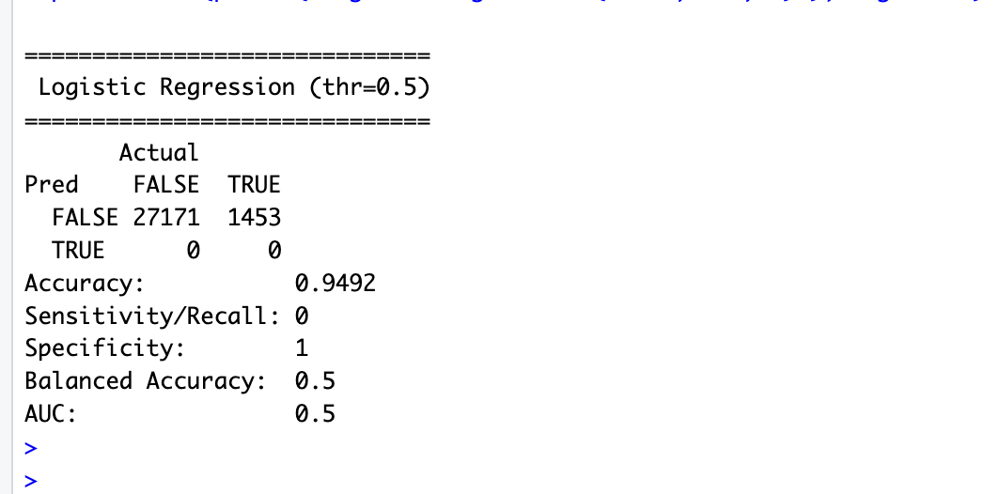 ==============================
 Logistic Regression (thr=0.5)
==============================
       Actual
Pred    FALSE  TRUE
  FALSE 27171  1453
  TRUE      0     0
Accuracy:           0.9492
Sensitivity/Recall: 0
Specificity:        1
Balanced Accuracy:  0.5
AUC:                0.5
>
>